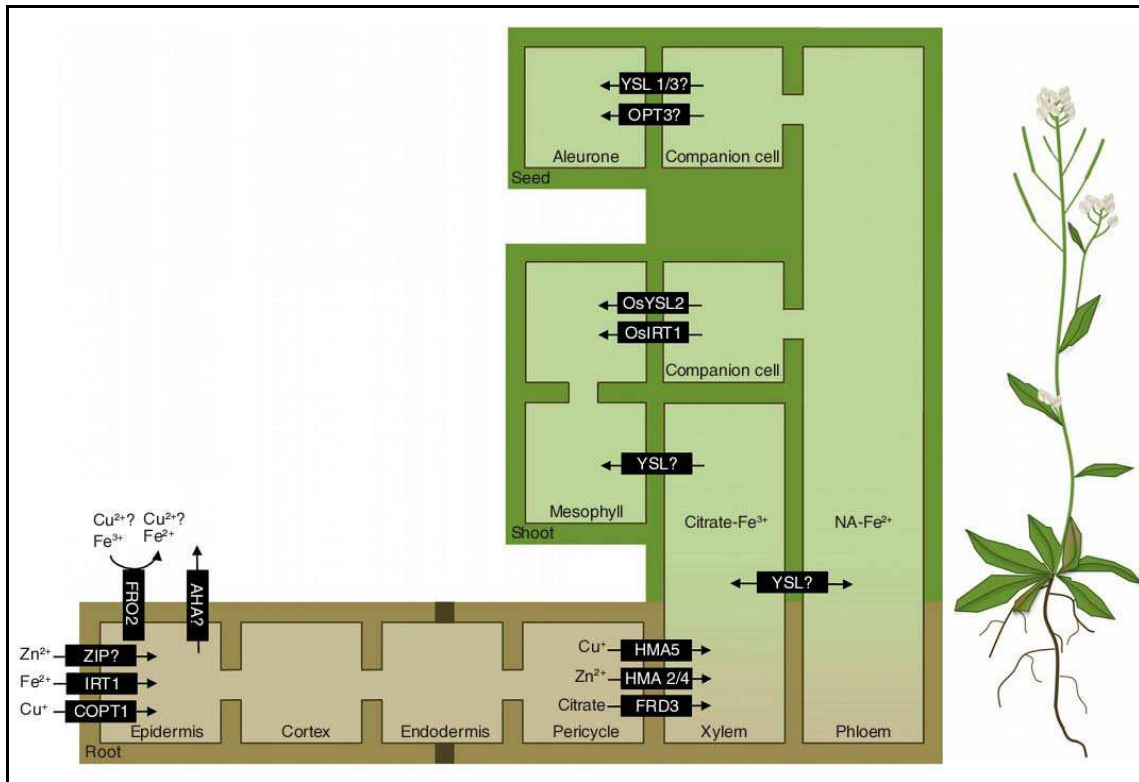 YSL 1/3?
OPT3?
Aleurone
Companion cell
Seed
OsYSL2
OsIRT1
Companion cell
YSL?
Mesophyll
Citrate-Fe³⁺
NA-Fe²⁺
Shoot
Cu²⁺?
Cu²⁺?
Fe³⁺
Fe²⁺
FRO2
AHA?
YSL?
Zn²⁺
ZIP?
Fe²⁺
IRT1
Cu⁺
COPT1
Cu⁺
HMA5
Zn²⁺
HMA 2/4
Citrate
FRD3
Epidermis
Cortex
Endodermis
Pericycle
Xylem
Phloem
Root